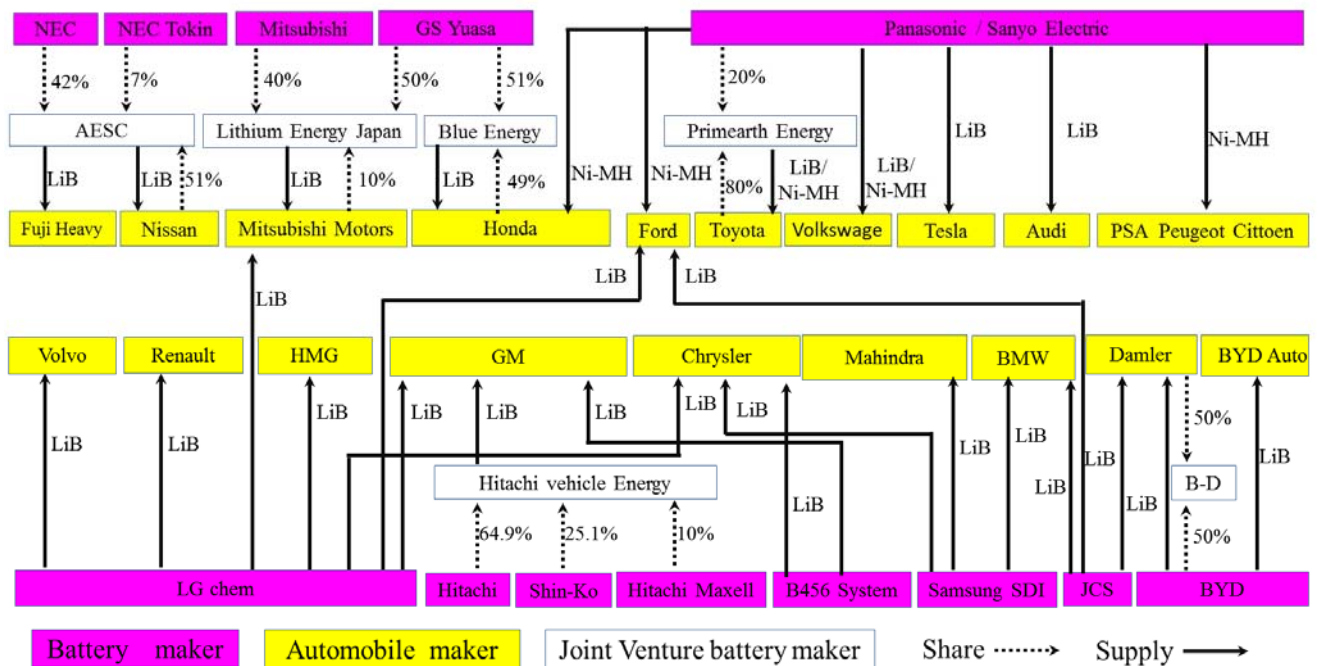 NEC
NEC Tokin
Mitsubishi
GS Yuasa
Panasonic / Sanyo Electric
42%
7%
40%
50%
51%
20%
AESC
Lithium Energy Japan
Blue Energy
Primearth Energy
LiB
LiB
Ni-MH
LiB
LiB
51%
LiB
10%
LiB
49%
Ni-MH
Ni-MH
80%
LiB/
Ni-MH
LiB/
Ni-MH
Fuji Heavy
Nissan
Mitsubishi Motors
Honda
Ford
Toyota
Volkswage
Tesla
Audi
PSA Peugeot Cittoen
LiB
LiB
LiB
Volvo
Renault
HMG
GM
Chrysler
Mahindra
BMW
Damler
BYD Auto
LiB
LiB
LiB
LiB
LiB
LiB
LiB
LiB
LiB
LiB
50%
LiB
LiB
Hitachi vehicle Energy
B-D
LiB
LiB
LiB
64.9%
25.1%
10%
50%
LG chem
Hitachi
Shin-Ko
Hitachi Maxell
B456 System
Samsung SDI
JCS
BYD
Battery maker
Automobile maker
Joint Venture battery maker
Share
Supply